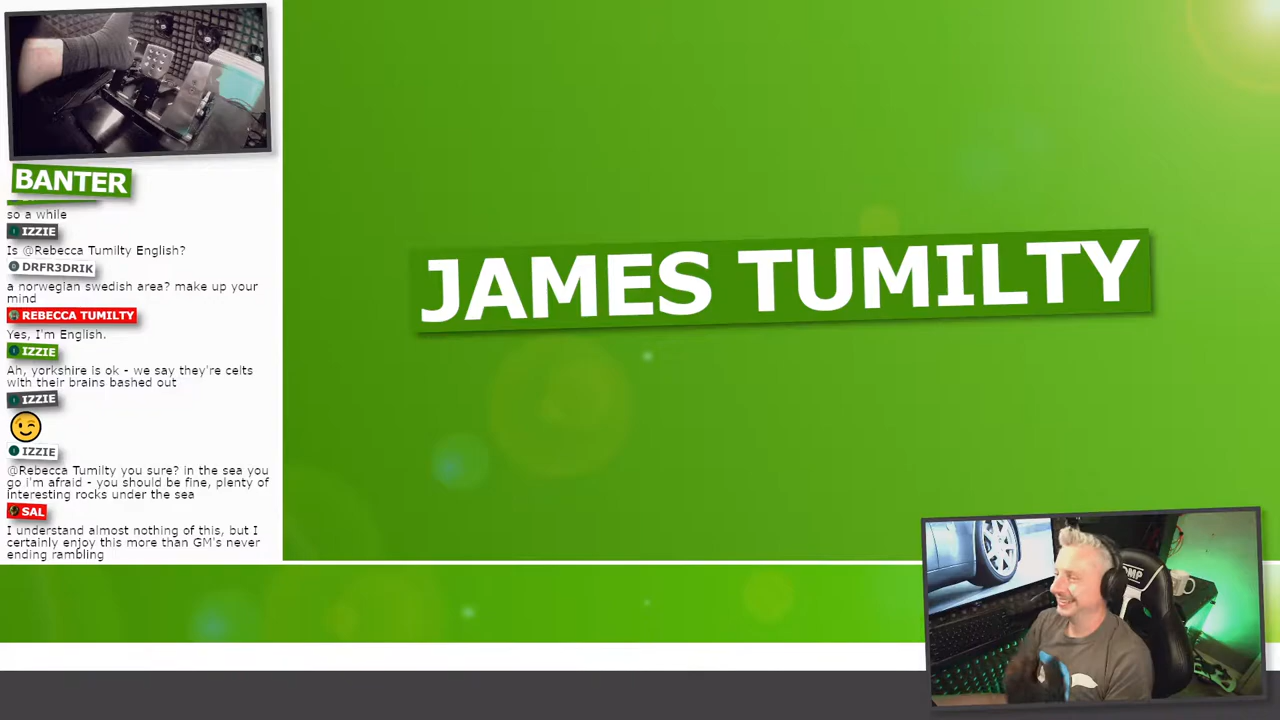 BANTER
so a while
IZZIE
Is @Rebecca Tumilty English?
DRFR3DRIK
a norwegian swedish area? make up your
mind
REBECCA TUMILTY
Yes, I'm English.
IZZIE
Ah, yorkshire is ok - we say they're celts
with their brains bashed out
IZZIE
IZZIE
@Rebecca Tumilty you sure? in the sea you
go i'm afraid - you should be fine, plenty of
interesting rocks under the sea
SAL
I understand almost nothing of this, but I
certainly enjoy this more than GM's never
ending rambling
JAMES TUMILTY
OMP